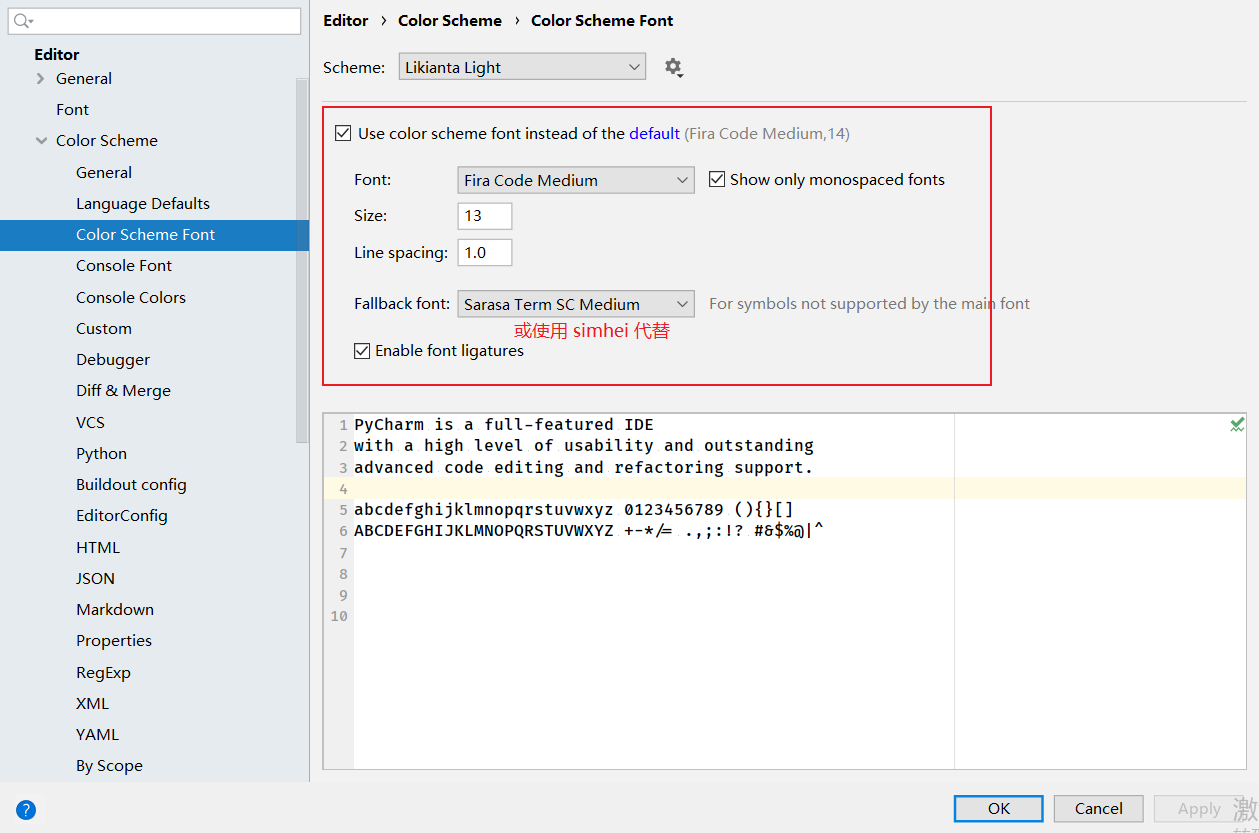 Editor
General
Font
Color Scheme
General
Language Defaults
Color Scheme Font
Console Font
Console Colors
Custom
Debugger
Diff & Merge
VCS
Python
Buildout config
EditorConfig
HTML
JSON
Markdown
Properties
RegExp
XML
YAML
By Scope
Editor › Color Scheme › Color Scheme Font
Scheme: Likianta Light
Use color scheme font instead of the default (Fira Code Medium,14)
Font: Fira Code Medium Show only monospaced fonts
Size: 13
Line spacing: 1.0
Fallback font: Sarasa Term SC Medium For symbols not supported by the main font
或使用 simhei 代替
Enable font ligatures
1 PyCharm is a full-featured IDE
2 with a high level of usability and outstanding
3 advanced code editing and refactoring support.
4
5 abcdefghijklmnopqrstuvwxyz 0123456789 (){}[]
6 ABCDEFGHIJKLMNOPQRSTUVWXYZ +-*/= .,;:!? #&$%@|^
7
8
9
10
? OK Cancel Apply
激